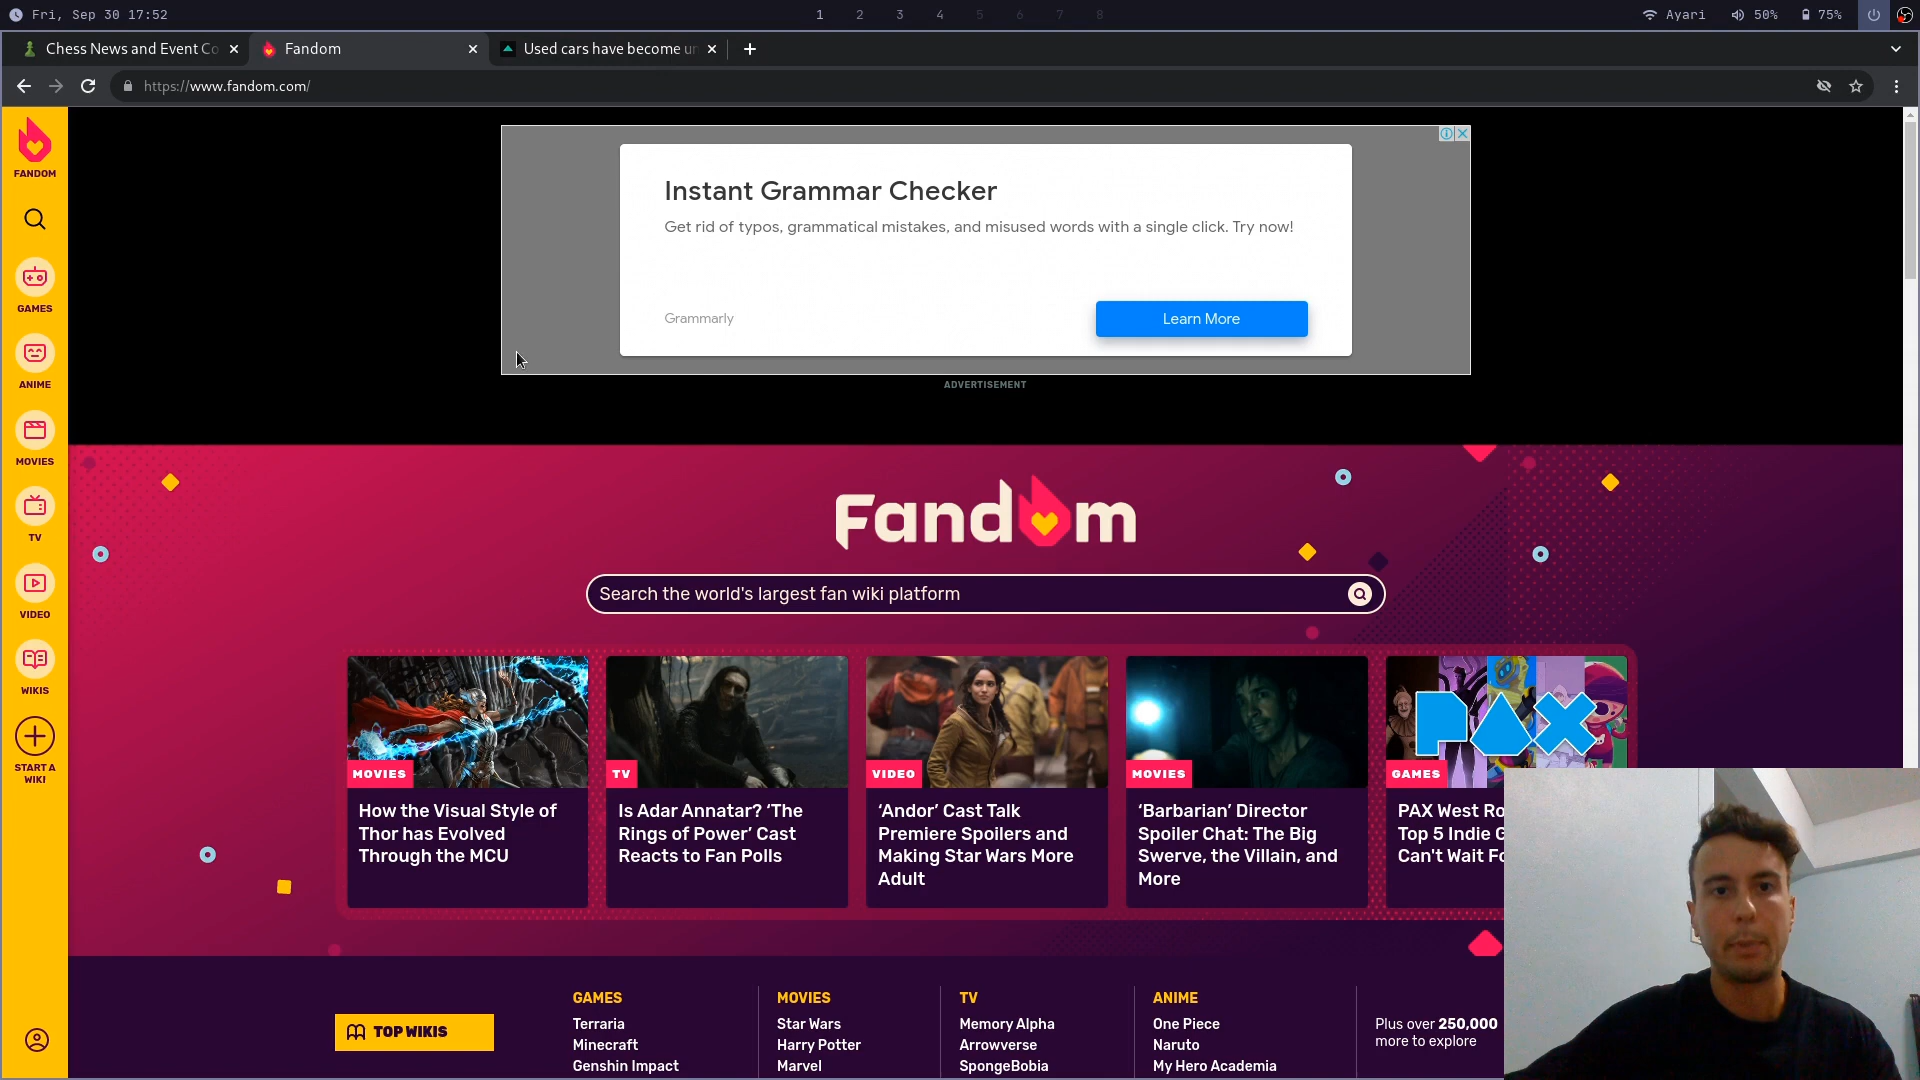 Fri, Sep 30 17:52
1 2 3 4 5 6 7 8
Ayari 50% 75%
Chess News and Event Co
Fandom
Used cars have become ur
https://www.fandom.com/
FANDOM
GAMES
ANIME
MOVIES
TV
VIDEO
WIKIS
START A
WIKI
Instant Grammar Checker
Get rid of typos, grammatical mistakes, and misused words with a single click. Try now!
Grammarly
Learn More
ADVERTISEMENT
Fandom
Search the world's largest fan wiki platform
MOVIES
How the Visual Style of
Thor has Evolved
Through the MCU
TV
Is Adar Annatar? ‘The
Rings of Power’ Cast
Reacts to Fan Polls
VIDEO
‘Andor’ Cast Talk
Premiere Spoilers and
Making Star Wars More
Adult
MOVIES
‘Barbarian’ Director
Spoiler Chat: The Big
Swerve, the Villain, and
More
PAX
GAMES
PAX West Ro
Top 5 Indie G
Can't Wait Fo
TOP WIKIS
GAMES
Terraria
Minecraft
Genshin Impact
MOVIES
Star Wars
Harry Potter
Marvel
TV
Memory Alpha
Arrowverse
SpongeBobia
ANIME
One Piece
Naruto
My Hero Academia
Plus over 250,000
more to explore